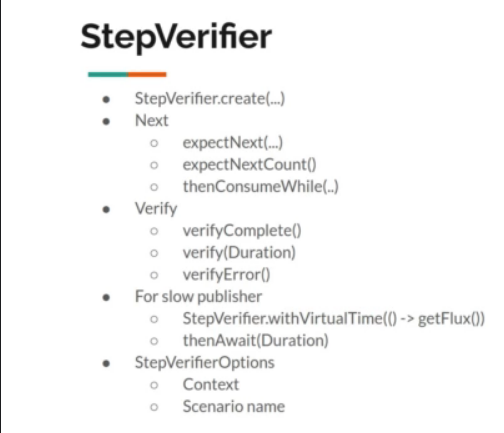 StepVerifier
● StepVerifier.create(...)
● Next
○ expectNext(...)
○ expectNextCount()
○ thenConsumeWhile(..)
● Verify
○ verifyComplete()
○ verify(Duration)
○ verifyError()
● For slow publisher
○ StepVerifier.withVirtualTime(() -> getFlux())
○ thenAwait(Duration)
● StepVerifierOptions
○ Context
○ Scenario name